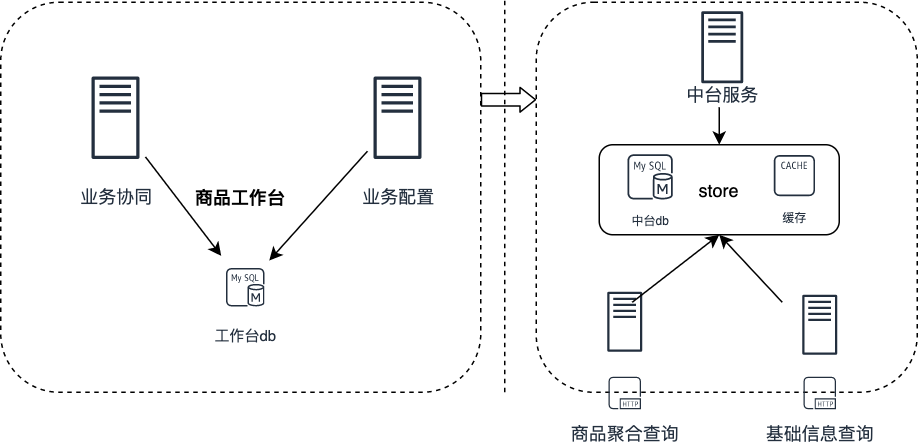 业务协同
商品工作台
业务配置
My SQL
M
工作台db
中台服务
My SQL
M
中台db
store
CACHE
缓存
HTTP
商品聚合查询
HTTP
基础信息查询